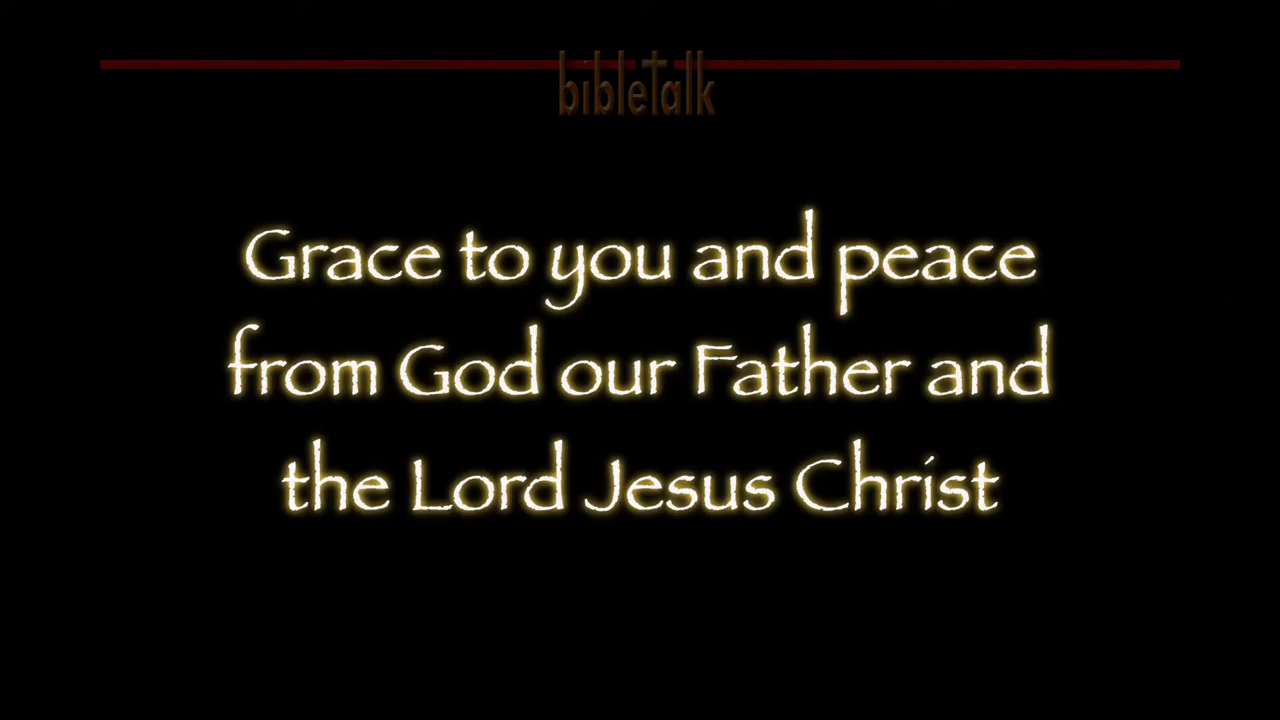 bibleTalk
Grace to you and peace
from God our Father and
the Lord Jesus Christ